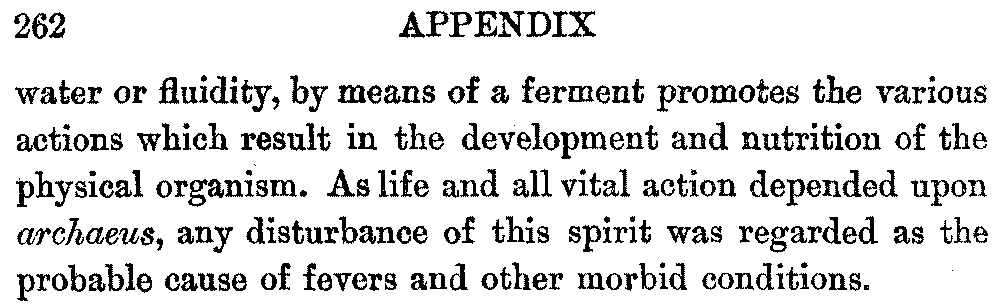 262 APPENDIX
water or fluidity, by means of a ferment promotes the various
actions which result in the development and nutrition of the
physical organism. As life and all vital action depended upon
archaeus, any disturbance of this spirit was regarded as the
probable cause of fevers and other morbid conditions.